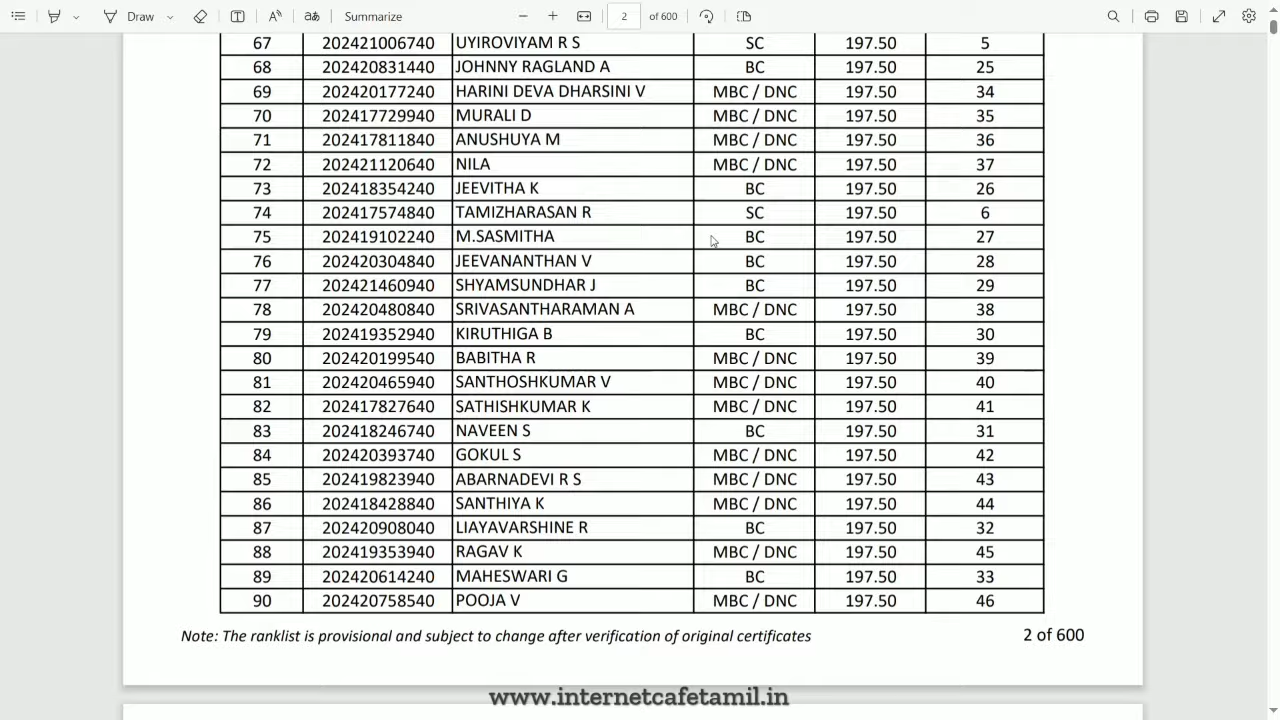 Draw
Summarize
2 of 600
67 202421006740 UYIROVIYAM R S SC 197.50 5
68 202420831440 JOHNNY RAGLAND A BC 197.50 25
69 202420177240 HARINI DEVA DHARSINI V MBC / DNC 197.50 34
70 202417729940 MURALI D MBC / DNC 197.50 35
71 202417811840 ANUSHUYA M MBC / DNC 197.50 36
72 202421120640 NILA MBC / DNC 197.50 37
73 202418354240 JEEVITHA K BC 197.50 26
74 202417574840 TAMIZHARASAN R SC 197.50 6
75 202419102240 M.SASMITHA BC 197.50 27
76 202420304840 JEEVANANTHAN V BC 197.50 28
77 202421460940 SHYAMSUNDHAR J BC 197.50 29
78 202420480840 SRIVASANTHARAMAN A MBC / DNC 197.50 38
79 202419352940 KIRUTHIGA B BC 197.50 30
80 202420199540 BABITHA R MBC / DNC 197.50 39
81 202420465940 SANTHOSHKUMAR V MBC / DNC 197.50 40
82 202417827640 SATHISHKUMAR K MBC / DNC 197.50 41
83 202418246740 NAVEEN S BC 197.50 31
84 202420393740 GOKUL S MBC / DNC 197.50 42
85 202419823940 ABARNADEVI R S MBC / DNC 197.50 43
86 202418428840 SANTHIYA K MBC / DNC 197.50 44
87 202420908040 LIAYAVARSHINE R BC 197.50 32
88 202419353940 RAGAV K MBC / DNC 197.50 45
89 202420614240 MAHESWARI G BC 197.50 33
90 202420758540 POOJA V MBC / DNC 197.50 46
Note: The ranklist is provisional and subject to change after verification of original certificates 2 of 600
www.internetcafetamil.in